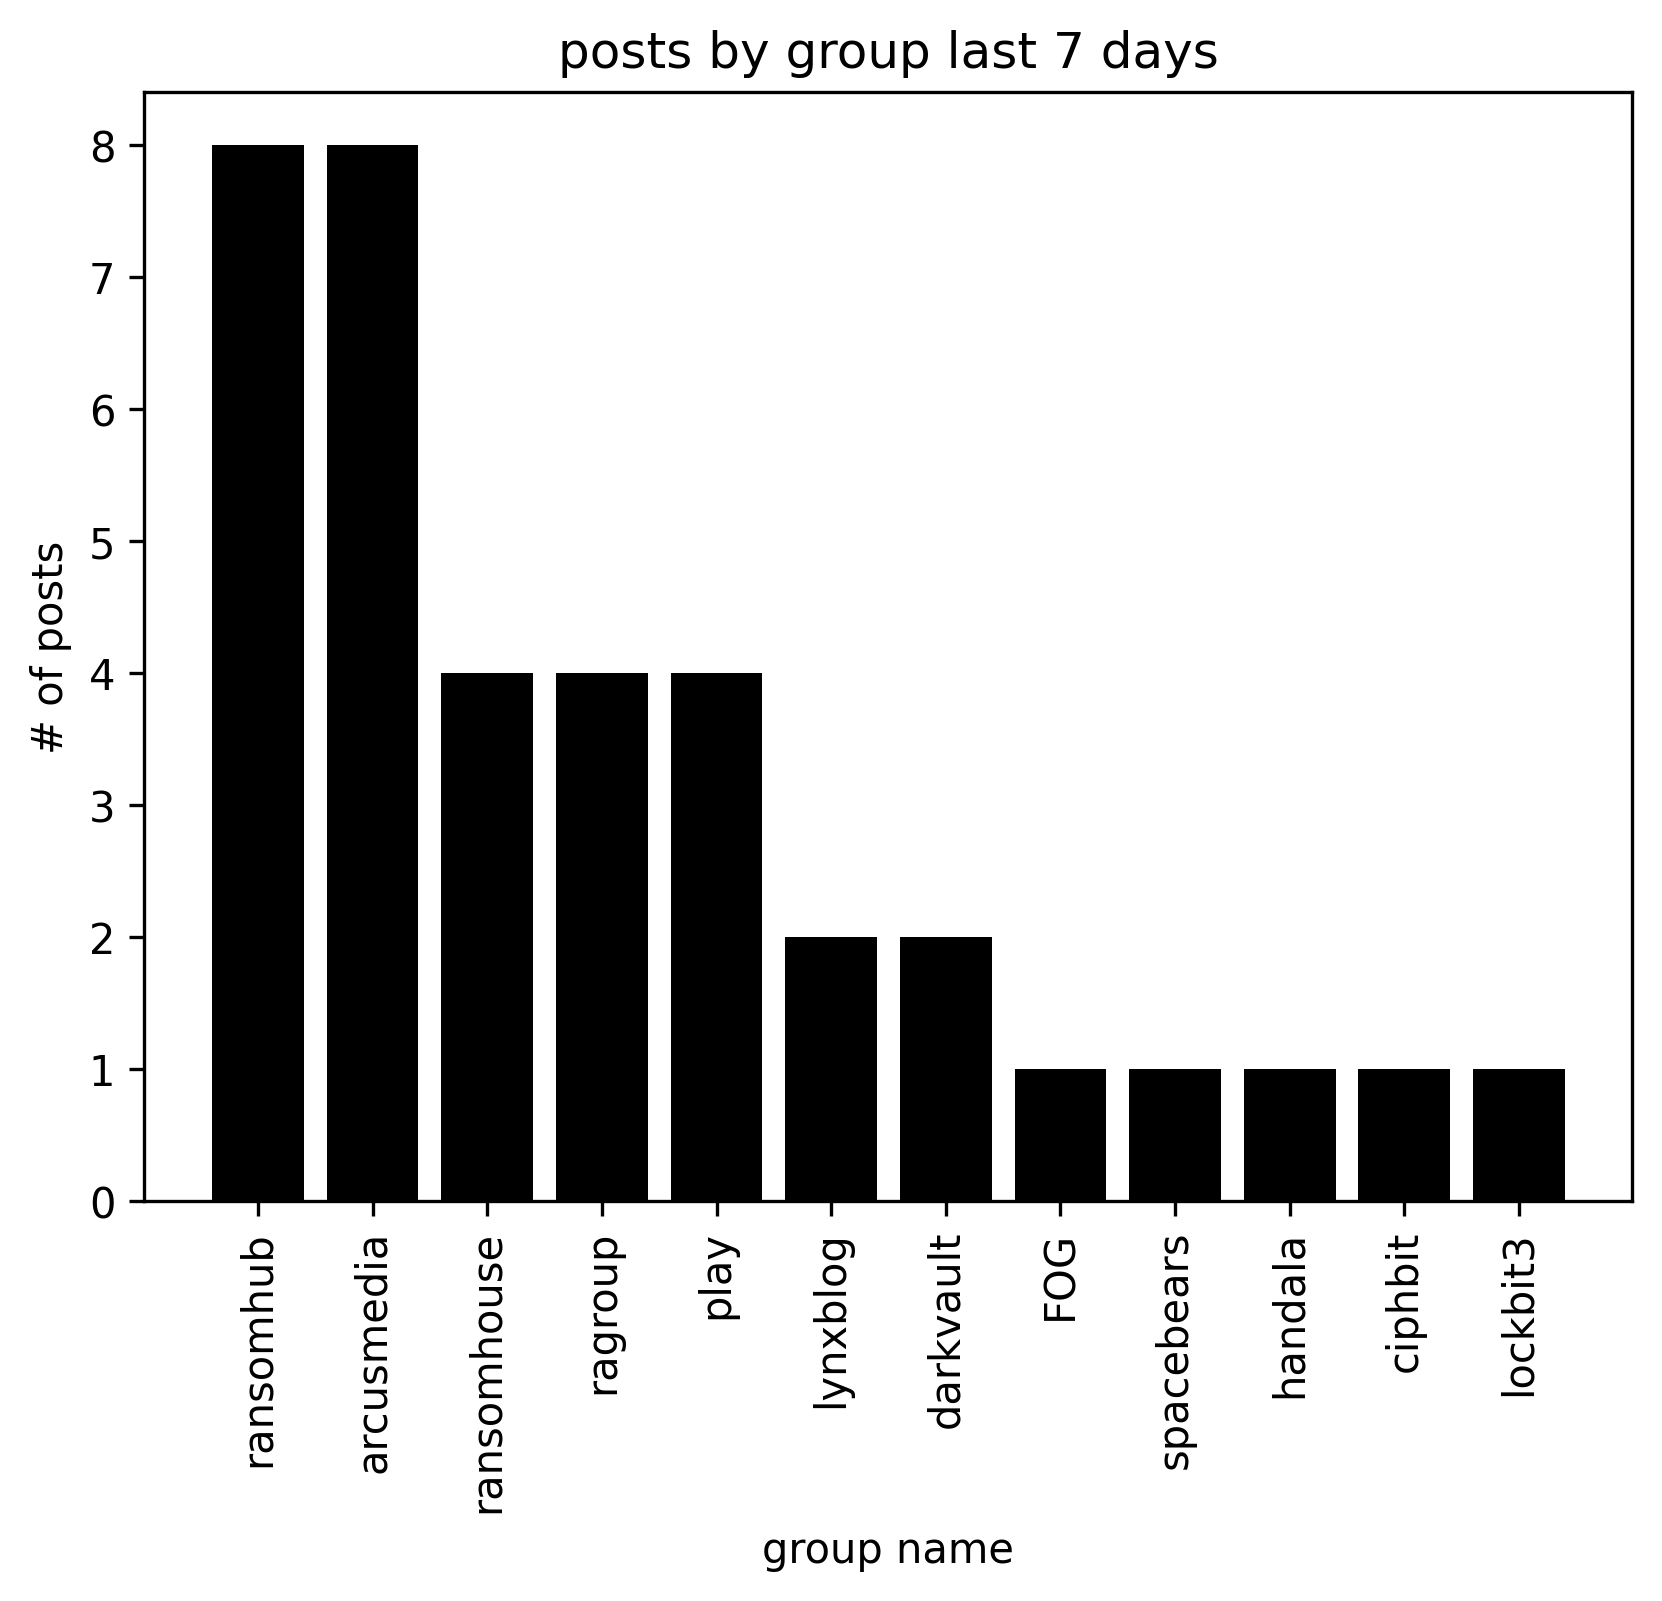 posts by group last 7 days
# of posts
8
7
6
5
4
3
2
1
0
ransomhub
arcusmedia
ransomhouse
ragroup
play
lynxblog
darkvault
FOG
spacebears
handala
ciphbit
lockbit3
group name